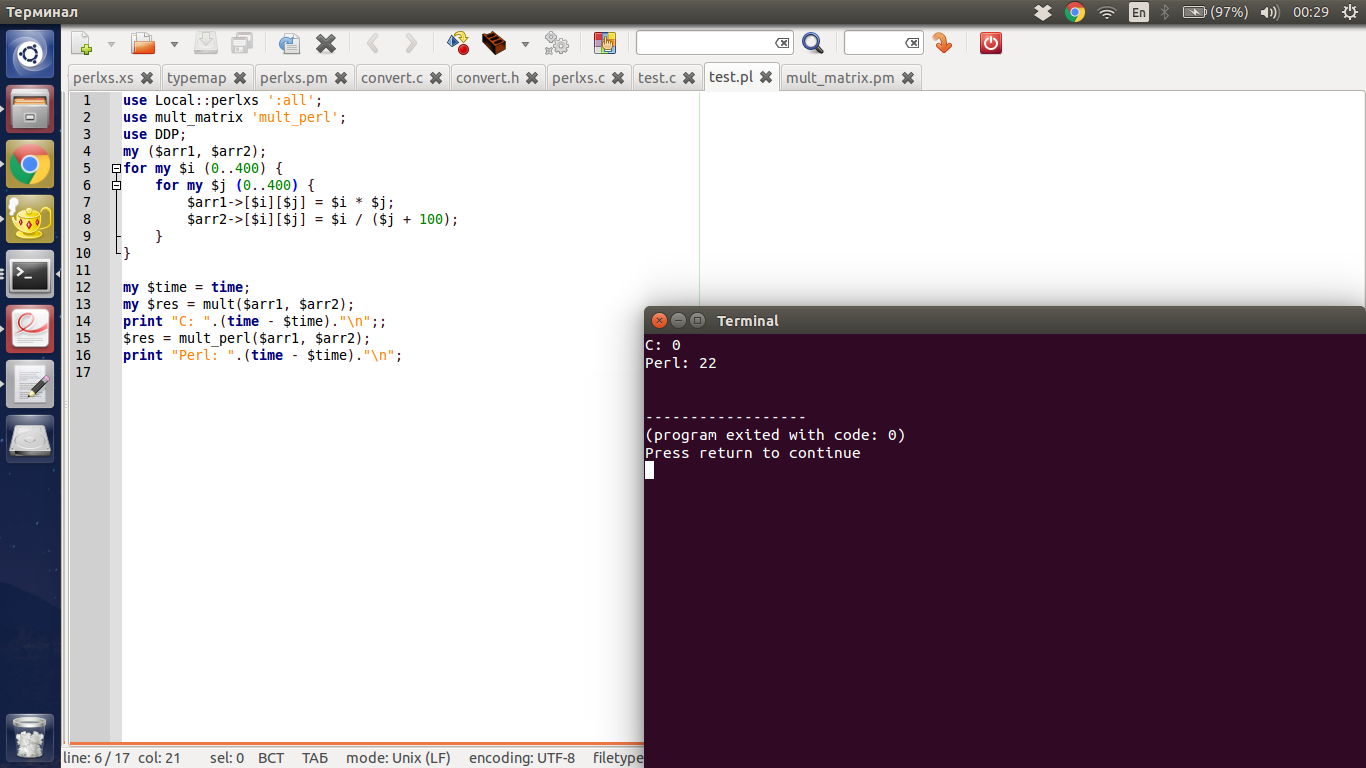 Терминал
En
(97%)
00:29
perlxs.xs
typemap
perlxs.pm
convert.c
convert.h
perlxs.c
test.c
test.pl
mult_matrix.pm
1 use Local::perlxs ':all';
2 use mult_matrix 'mult_perl';
3 use DDP;
4 my ($arr1, $arr2);
5 for my $i (0..400) {
6     for my $j (0..400) {
7         $arr1->[$i][$j] = $i * $j;
8         $arr2->[$i][$j] = $i / ($j + 100);
9     }
10 }
11
12 my $time = time;
13 my $res = mult($arr1, $arr2);
14 print "C: ".(time - $time)."\n";;
15 $res = mult_perl($arr1, $arr2);
16 print "Perl: ".(time - $time)."\n";
17
Terminal
C: 0
Perl: 22
------------------
(program exited with code: 0)
Press return to continue
line: 6 / 17 col: 21 sel: 0 ВСТ ТАБ mode: Unix (LF) encoding: UTF-8 filetype